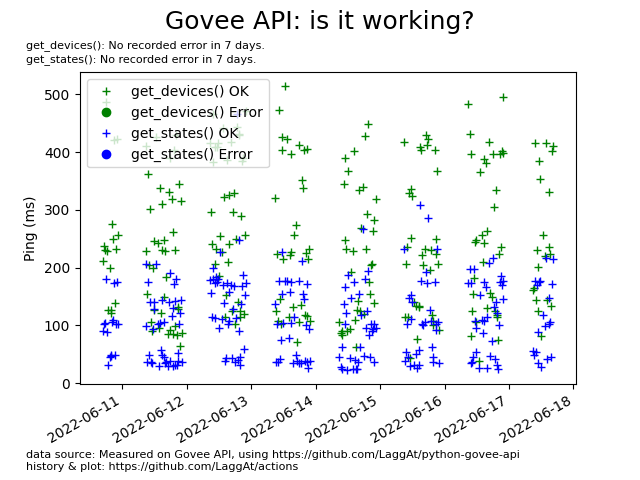 Govee API: is it working?
get_devices(): No recorded error in 7 days.
get_states(): No recorded error in 7 days.
get_devices() OK
get_devices() Error
get_states() OK
get_states() Error
Ping (ms)
500
400
300
200
100
0
2022-06-11
2022-06-12
2022-06-13
2022-06-14
2022-06-15
2022-06-16
2022-06-17
2022-06-18
data source: Measured on Govee API, using https://github.com/LaggAt/python-govee-api
history & plot: https://github.com/LaggAt/actions